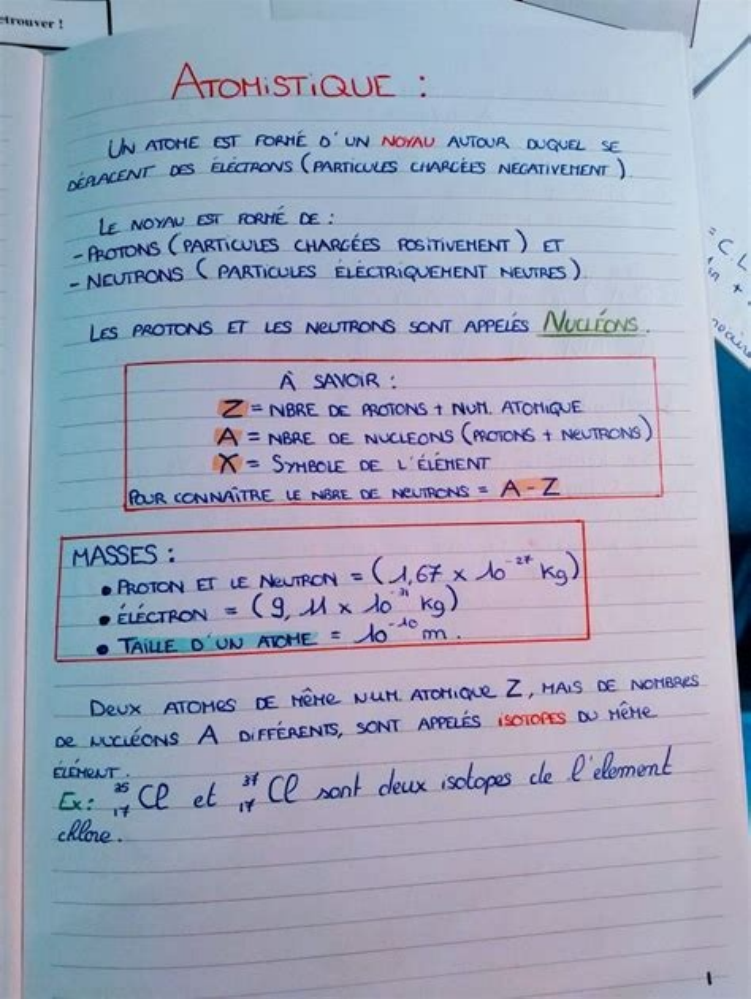 etrouver !
ATOMISTIQUE :
UN ATOME EST FORMÉ D'UN NOYAU AUTOUR DUQUEL SE
DÉPLACENT DES ÉLÉCTRONS (PARTICULES CHARGÉES NEGATIVEMENT)
LE NOYAU EST FORMÉ DE :
- PROTONS (PARTICULES CHARGÉES POSITIVEMENT) ET
- NEUTRONS (PARTICULES ÉLÉCTRIQUEMENT NEUTRES)
LES PROTONS ET LES NEUTRONS SONT APPELÉS NUCLÉONS.
À SAVOIR :
Z = NBRE DE PROTONS + NUM. ATOMIQUE
A = NBRE DE NUCLEONS (PROTONS + NEUTRONS)
X = SYMBOLE DE L'ÉLÉMENT
POUR CONNAÎTRE LE NBRE DE NEUTRONS = A - Z
MASSES :
• PROTON ET LE NEUTRON = (1,67 x 10⁻²⁷ Kg)
• ÉLÉCTRON = (9,11 x 10⁻³¹ kg)
• TAILLE D'UN ATOME = 10⁻¹⁰ m.
DEUX ATOMES DE MÊME NUM. ATOMIQUE Z, MAIS DE NOMBRES
DE NUCLÉONS A DIFFÉRENTS, SONT APPELÉS ISOTOPES DU MÊME
ÉLÉMENT.
Ex: ³⁵₁₇Cl et ³⁷₁₇Cl sont deux isotopes de l'élement
chlore.
1